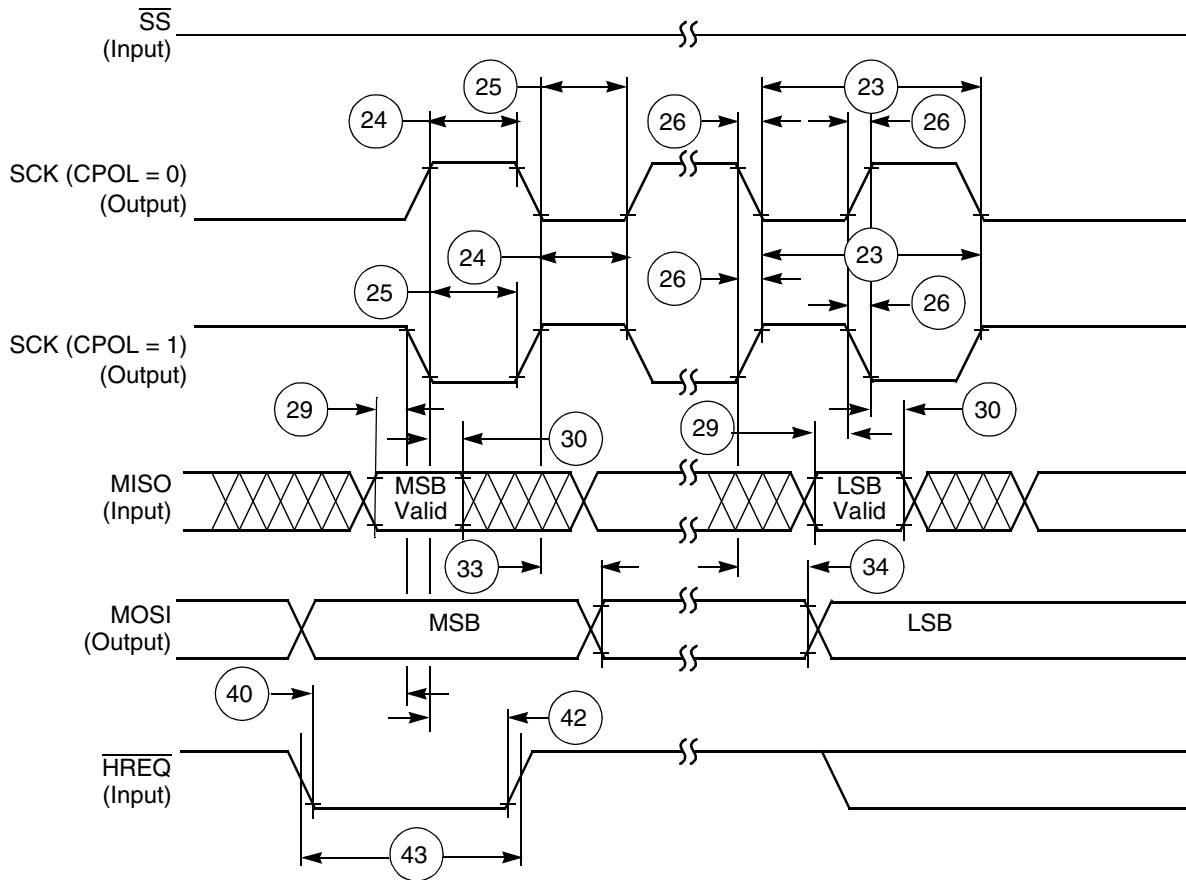 SS
(Input)
25
23
24
26
26
SCK (CPOL = 0)
(Output)
24
23
26
25
26
SCK (CPOL = 1)
(Output)
29
30
29
30
MISO
(Input)
MSB
Valid
LSB
Valid
33
34
MOSI
(Output)
MSB
LSB
40
42
HREQ
(Input)
43